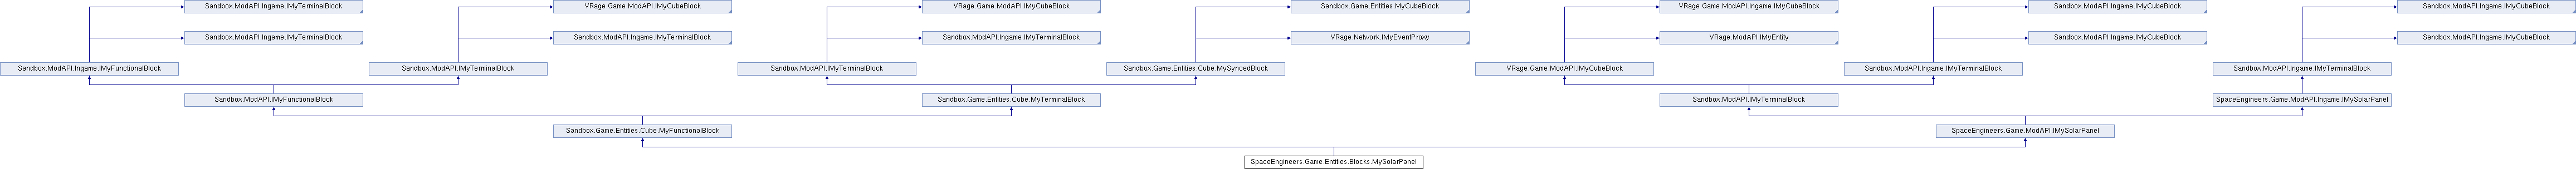 Sandbox.ModAPI.Ingame.IMyTerminalBlock
VRage.Game.ModAPI.IMyCubeBlock
VRage.Game.ModAPI.IMyCubeBlock
Sandbox.Game.Entities.MyCubeBlock
VRage.Game.ModAPI.Ingame.IMyCubeBlock
Sandbox.ModAPI.Ingame.IMyCubeBlock
Sandbox.ModAPI.Ingame.IMyCubeBlock
Sandbox.ModAPI.Ingame.IMyTerminalBlock
Sandbox.ModAPI.Ingame.IMyTerminalBlock
Sandbox.ModAPI.Ingame.IMyTerminalBlock
VRage.Network.IMyEventProxy
VRage.ModAPI.IMyEntity
Sandbox.ModAPI.Ingame.IMyCubeBlock
Sandbox.ModAPI.Ingame.IMyCubeBlock
Sandbox.ModAPI.Ingame.IMyFunctionalBlock
Sandbox.ModAPI.IMyTerminalBlock
Sandbox.ModAPI.IMyTerminalBlock
Sandbox.Game.Entities.Cube.MySyncedBlock
VRage.Game.ModAPI.IMyCubeBlock
Sandbox.ModAPI.Ingame.IMyTerminalBlock
Sandbox.ModAPI.Ingame.IMyTerminalBlock
Sandbox.ModAPI.IMyFunctionalBlock
Sandbox.Game.Entities.Cube.MyTerminalBlock
Sandbox.ModAPI.IMyTerminalBlock
SpaceEngineers.Game.ModAPI.Ingame.IMySolarPanel
Sandbox.Game.Entities.Cube.MyFunctionalBlock
SpaceEngineers.Game.ModAPI.IMySolarPanel
SpaceEngineers.Game.Entities.Blocks.MySolarPanel